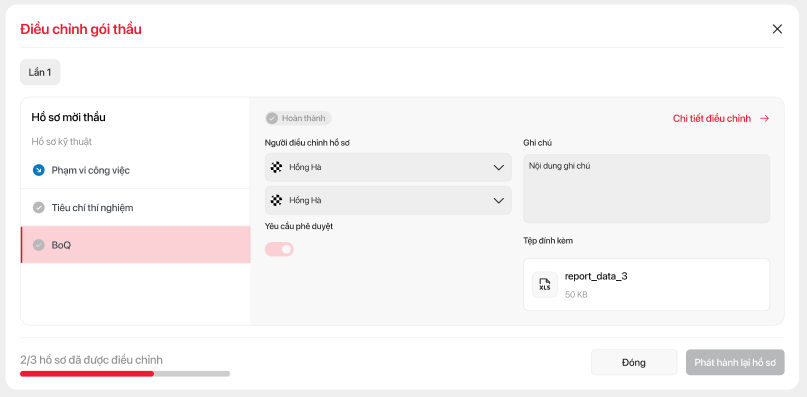 Điều chỉnh gói thầu
Lần 1
Hồ sơ mời thầu
Hồ sơ kỹ thuật
Phạm vi công việc
Tiêu chí thí nghiệm
BoQ
Hoàn thành
Chi tiết điều chỉnh
Người điều chỉnh hồ sơ
Hồng Hà
Hồng Hà
Yêu cầu phê duyệt
Ghi chú
Nội dung ghi chú
Tệp đính kèm
XLS
report_data_3
50 KB
2/3 hồ sơ đã được điều chỉnh
Đóng
Phát hành lại hồ sơ